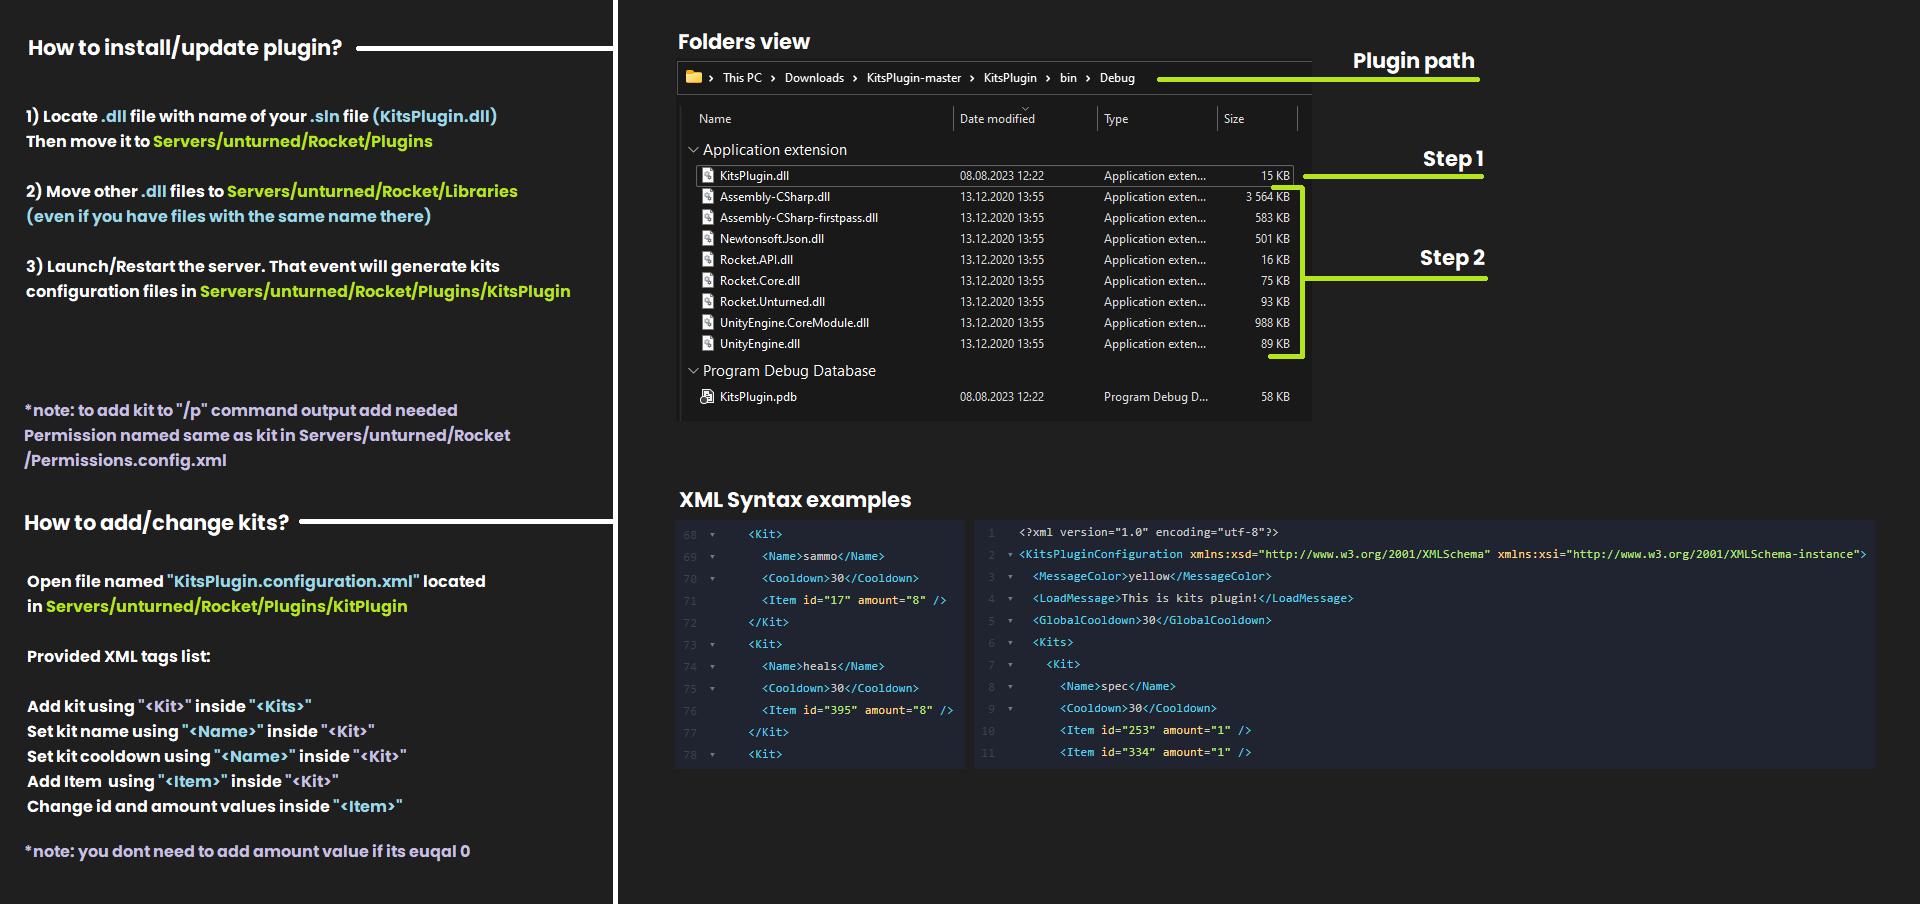 How to install/update plugin?
1) Locate .dll file with name of your .sln file (KitsPlugin.dll)
Then move it to Servers/unturned/Rocket/Plugins
2) Move other .dll files to Servers/unturned/Rocket/Libraries
(even if you have files with the same name there)
3) Launch/Restart the server. That event will generate kits
configuration files in Servers/unturned/Rocket/Plugins/KitsPlugin
*note: to add kit to "/p" command output add needed
Permission named same as kit in Servers/unturned/Rocket
/Permissions.config.xml
How to add/change kits?
Open file named "KitsPlugin.configuration.xml" located
in Servers/unturned/Rocket/Plugins/KitPlugin
Provided XML tags list:
Add kit using "<Kit>" inside "<Kits>"
Set kit name using "<Name>" inside "<Kit>"
Set kit cooldown using "<Name>" inside "<Kit>"
Add Item  using "<Item>" inside "<Kit>"
Change id and amount values inside "<Item>"
*note: you dont need to add amount value if its euqal 0
Folders view
Plugin path
This PC > Downloads > KitsPlugin-master > KitsPlugin > bin > Debug
Name Date modified Type Size
Application extension
KitsPlugin.dll 08.08.2023 12:22 Application exten... 15 KB
Assembly-CSharp.dll 13.12.2020 13:55 Application exten... 3 564 KB
Assembly-CSharp-firstpass.dll 13.12.2020 13:55 Application exten... 583 KB
Newtonsoft.Json.dll 13.12.2020 13:55 Application exten... 501 KB
Rocket.API.dll 13.12.2020 13:55 Application exten... 16 KB
Rocket.Core.dll 13.12.2020 13:55 Application exten... 75 KB
Rocket.Unturned.dll 13.12.2020 13:55 Application exten... 93 KB
UnityEngine.CoreModule.dll 13.12.2020 13:55 Application exten... 988 KB
UnityEngine.dll 13.12.2020 13:55 Application exten... 89 KB
Program Debug Database
KitsPlugin.pdb 08.08.2023 12:22 Program Debug D... 58 KB
Step 1
Step 2
XML Syntax examples
68 <Kit>
69 <Name>sammo</Name>
70 <Cooldown>30</Cooldown>
71 <Item id="17" amount="8" />
72 </Kit>
73 <Kit>
74 <Name>heals</Name>
75 <Cooldown>30</Cooldown>
76 <Item id="395" amount="8" />
77 </Kit>
78 <Kit>
1 <?xml version="1.0" encoding="utf-8"?>
2 <KitsPluginConfiguration xmlns:xsd="http://www.w3.org/2001/XMLSchema" xmlns:xsi="http://www.w3.org/2001/XMLSchema-instance">
3 <MessageColor>yellow</MessageColor>
4 <LoadMessage>This is kits plugin!</LoadMessage>
5 <GlobalCooldown>30</GlobalCooldown>
6 <Kits>
7 <Kit>
8 <Name>spec</Name>
9 <Cooldown>30</Cooldown>
10 <Item id="253" amount="1" />
11 <Item id="334" amount="1" />